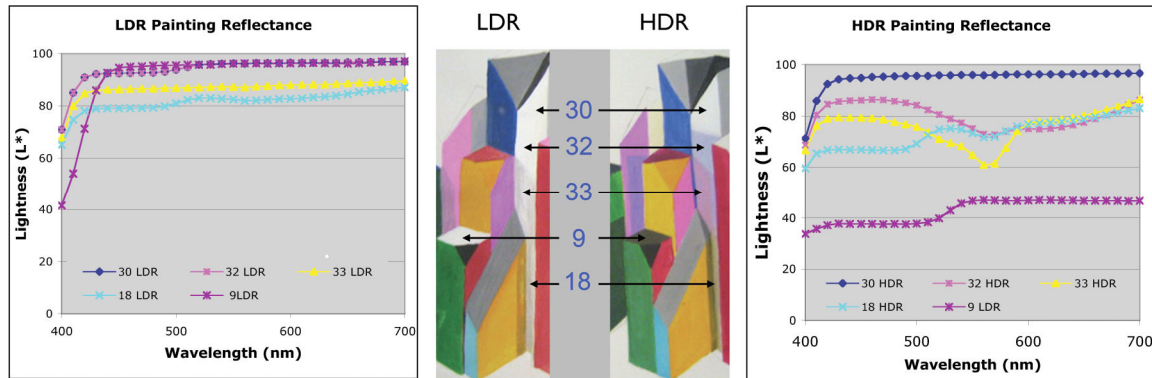 LDR Painting Reflectance
100
80
60
40
20
0
Lightness (L*)
30 LDR
32 LDR
33 LDR
18 LDR
9LDR
400
500
600
700
Wavelength (nm)
LDR
HDR
30
32
33
9
18
HDR Painting Reflectance
100
80
60
40
20
0
Lightness (L*)
30 HDR
32 HDR
33 HDR
18 HDR
9 LDR
400
500
600
700
Wavelength (nm)